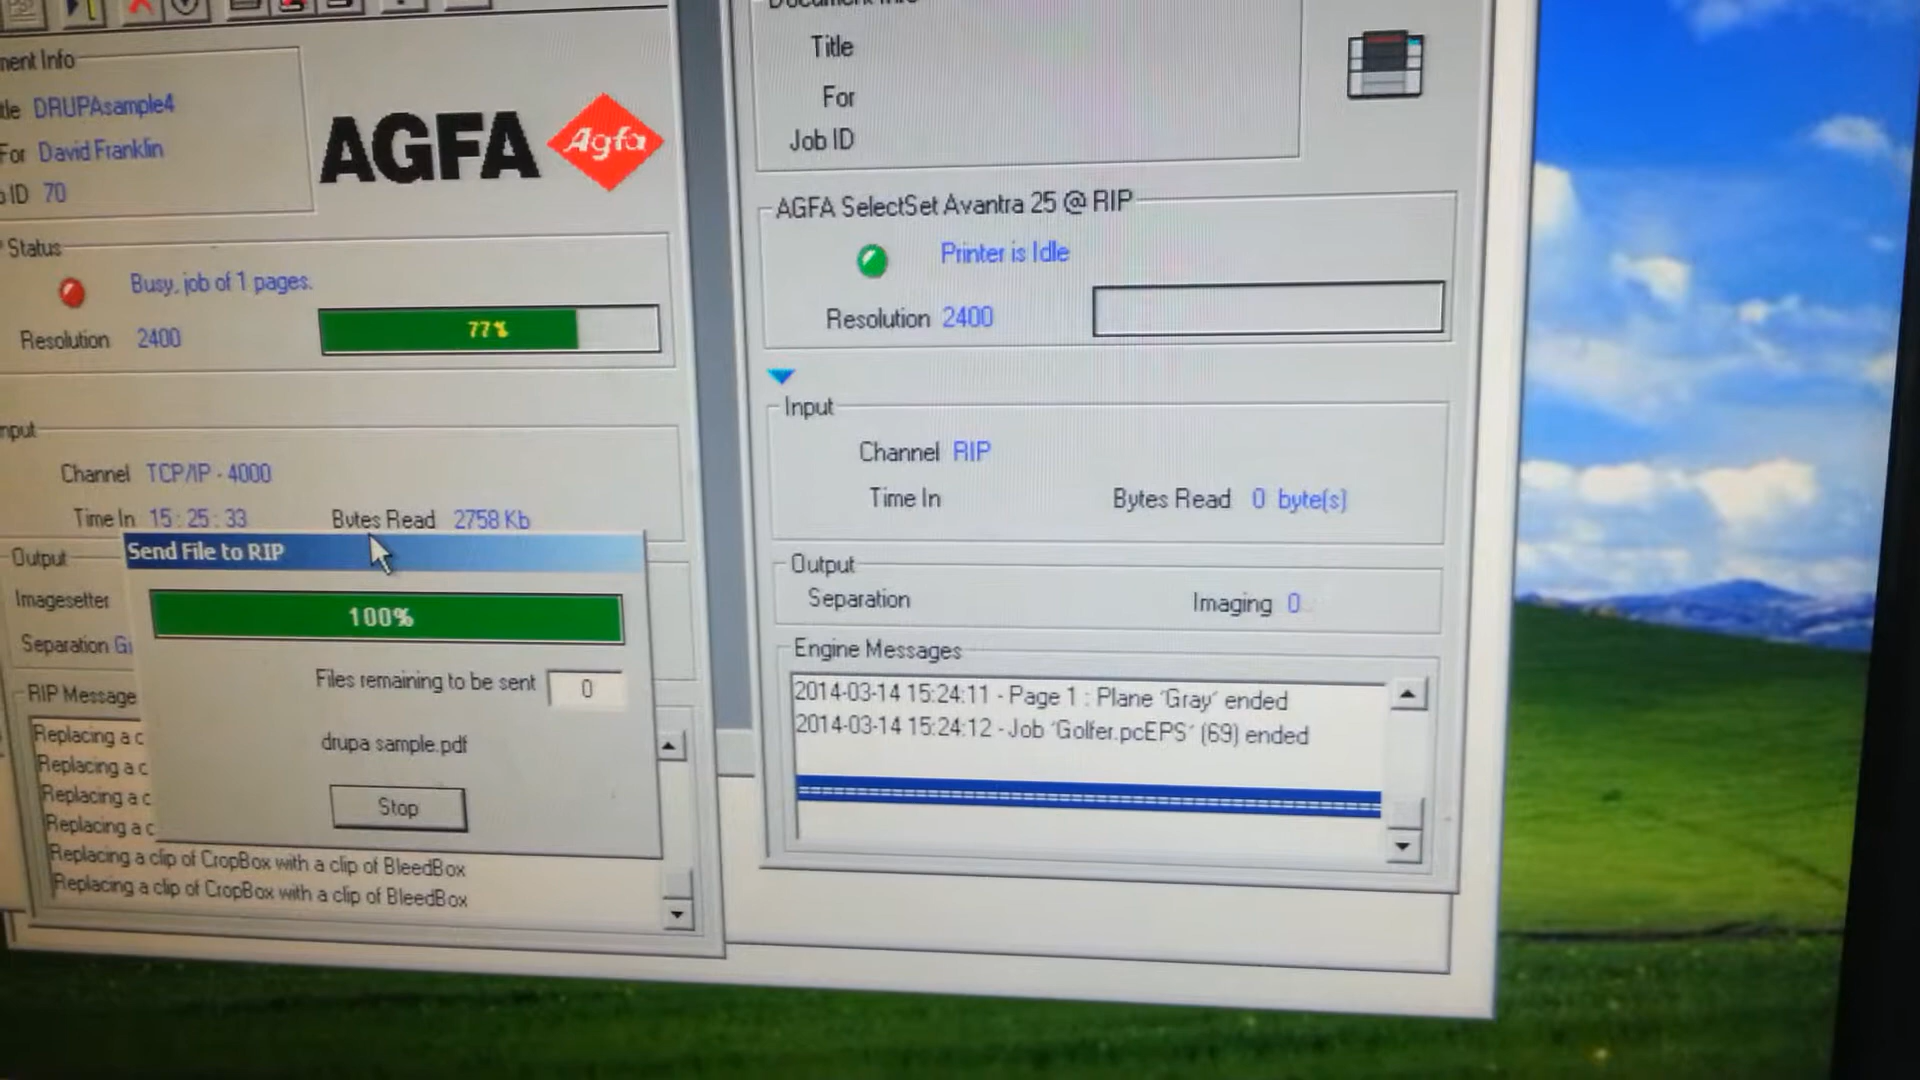 ment Info
tle DRUPAsample4
For David Franklin
ID 70
AGFA
Agfa
Status
Busy, job of 1 pages.
Resolution 2400
77%
nput
Channel TCP/IP - 4000
Time In 15 : 25 : 33 Bytes Read 2758 Kb
Send File to RIP
100%
Files remaining to be sent 0
drupa sample.pdf
Stop
Output
Imagesetter
Separation G
RIP Message
Replacing a c
Replacing a c
Replacing a c
Replacing a c
Replacing a clip of CropBox with a clip of BleedBox
Replacing a clip of CropBox with a clip of BleedBox
Document Info
Title
For
Job ID
AGFA SelectSet Avantra 25 @ RIP
Printer is Idle
Resolution 2400
Input
Channel RIP
Time In Bytes Read 0 byte(s)
Output
Separation Imaging 0
Engine Messages
2014-03-14 15:24:11 - Page 1 : Plane 'Gray' ended
2014-03-14 15:24:12 - Job 'Golfer.pcEPS' (69) ended